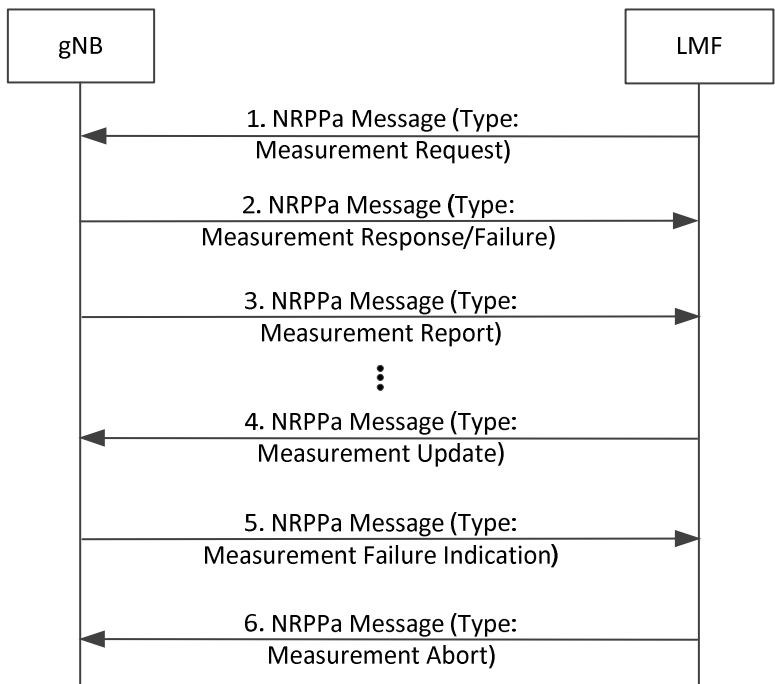 gNB
LMF
1. NRPPa Message (Type:
Measurement Request)
2. NRPPa Message (Type:
Measurement Response/Failure)
3. NRPPa Message (Type:
Measurement Report)
4. NRPPa Message (Type:
Measurement Update)
5. NRPPa Message (Type:
Measurement Failure Indication)
6. NRPPa Message (Type:
Measurement Abort)